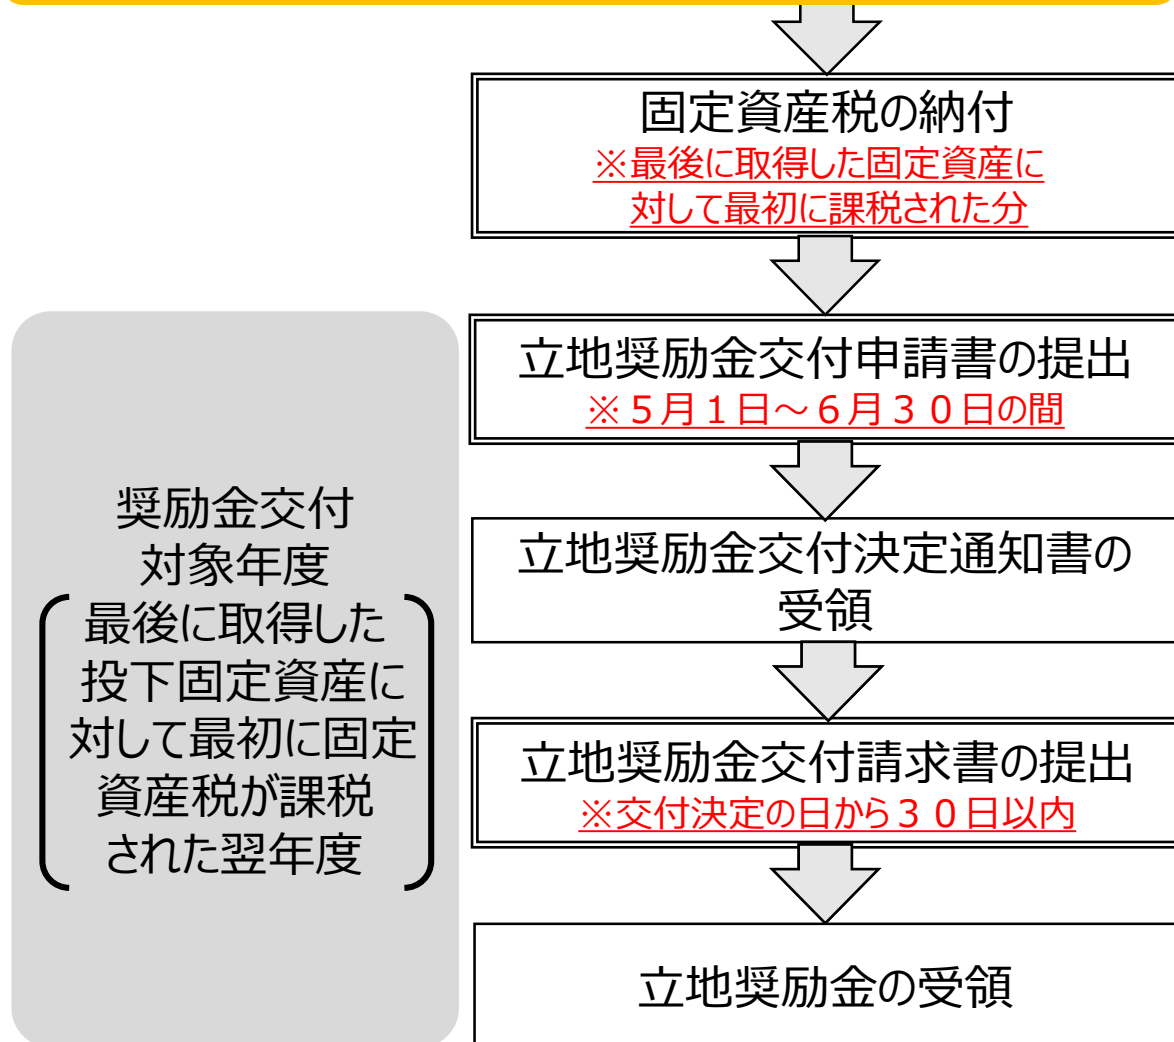 固定資産税の納付
※最後に取得した固定資産に
対して最初に課税された分
立地奨励金交付申請書の提出
※５月１日～６月３０日の間
奨励金交付
対象年度
最後に取得した
投下固定資産に
対して最初に固定
資産税が課税
された翌年度
立地奨励金交付決定通知書の
受領
立地奨励金交付請求書の提出
※交付決定の日から３０日以内
立地奨励金の受領